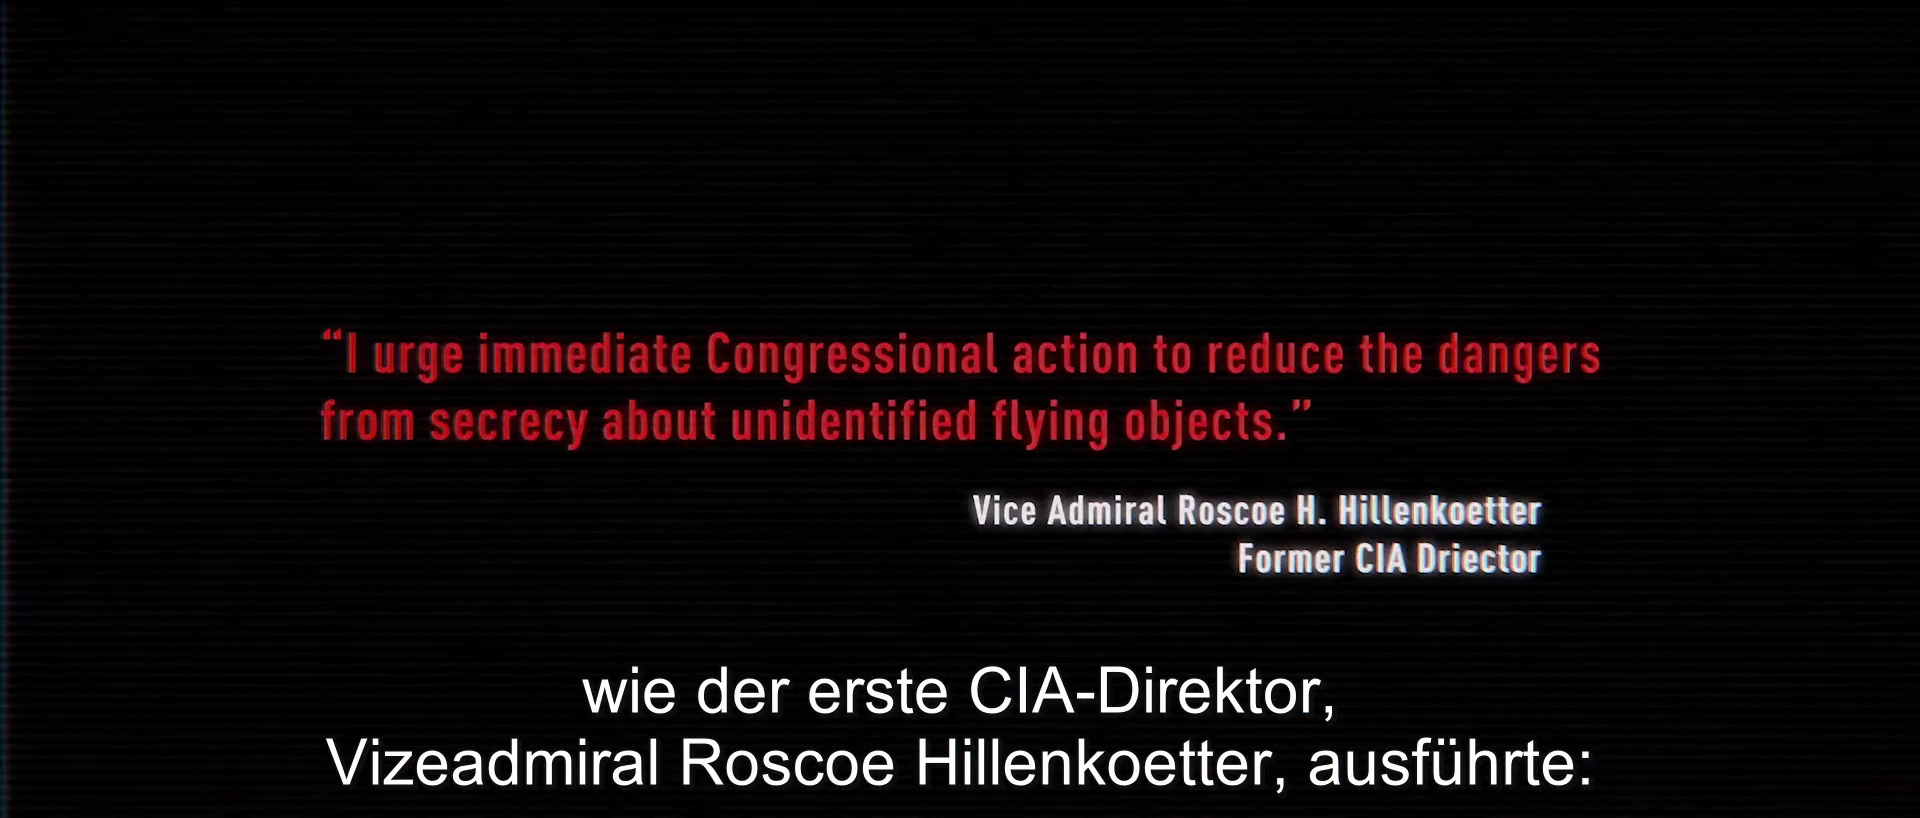 “I urge immediate Congressional action to reduce the dangers
from secrecy about unidentified flying objects.”
Vice Admiral Roscoe H. Hillenkoetter
Former CIA Driector
wie der erste CIA-Direktor,
Vizeadmiral Roscoe Hillenkoetter, ausführte: